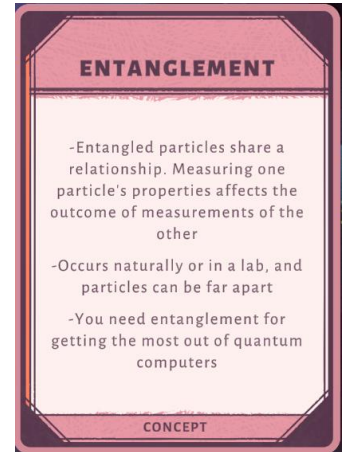 ENTANGLEMENT
-Entangled particles share a
relationship. Measuring one
particle's properties affects the
outcome of measurements of the
other
-Occurs naturally or in a lab, and
particles can be far apart
-You need entanglement for
getting the most out of quantum
computers
CONCEPT